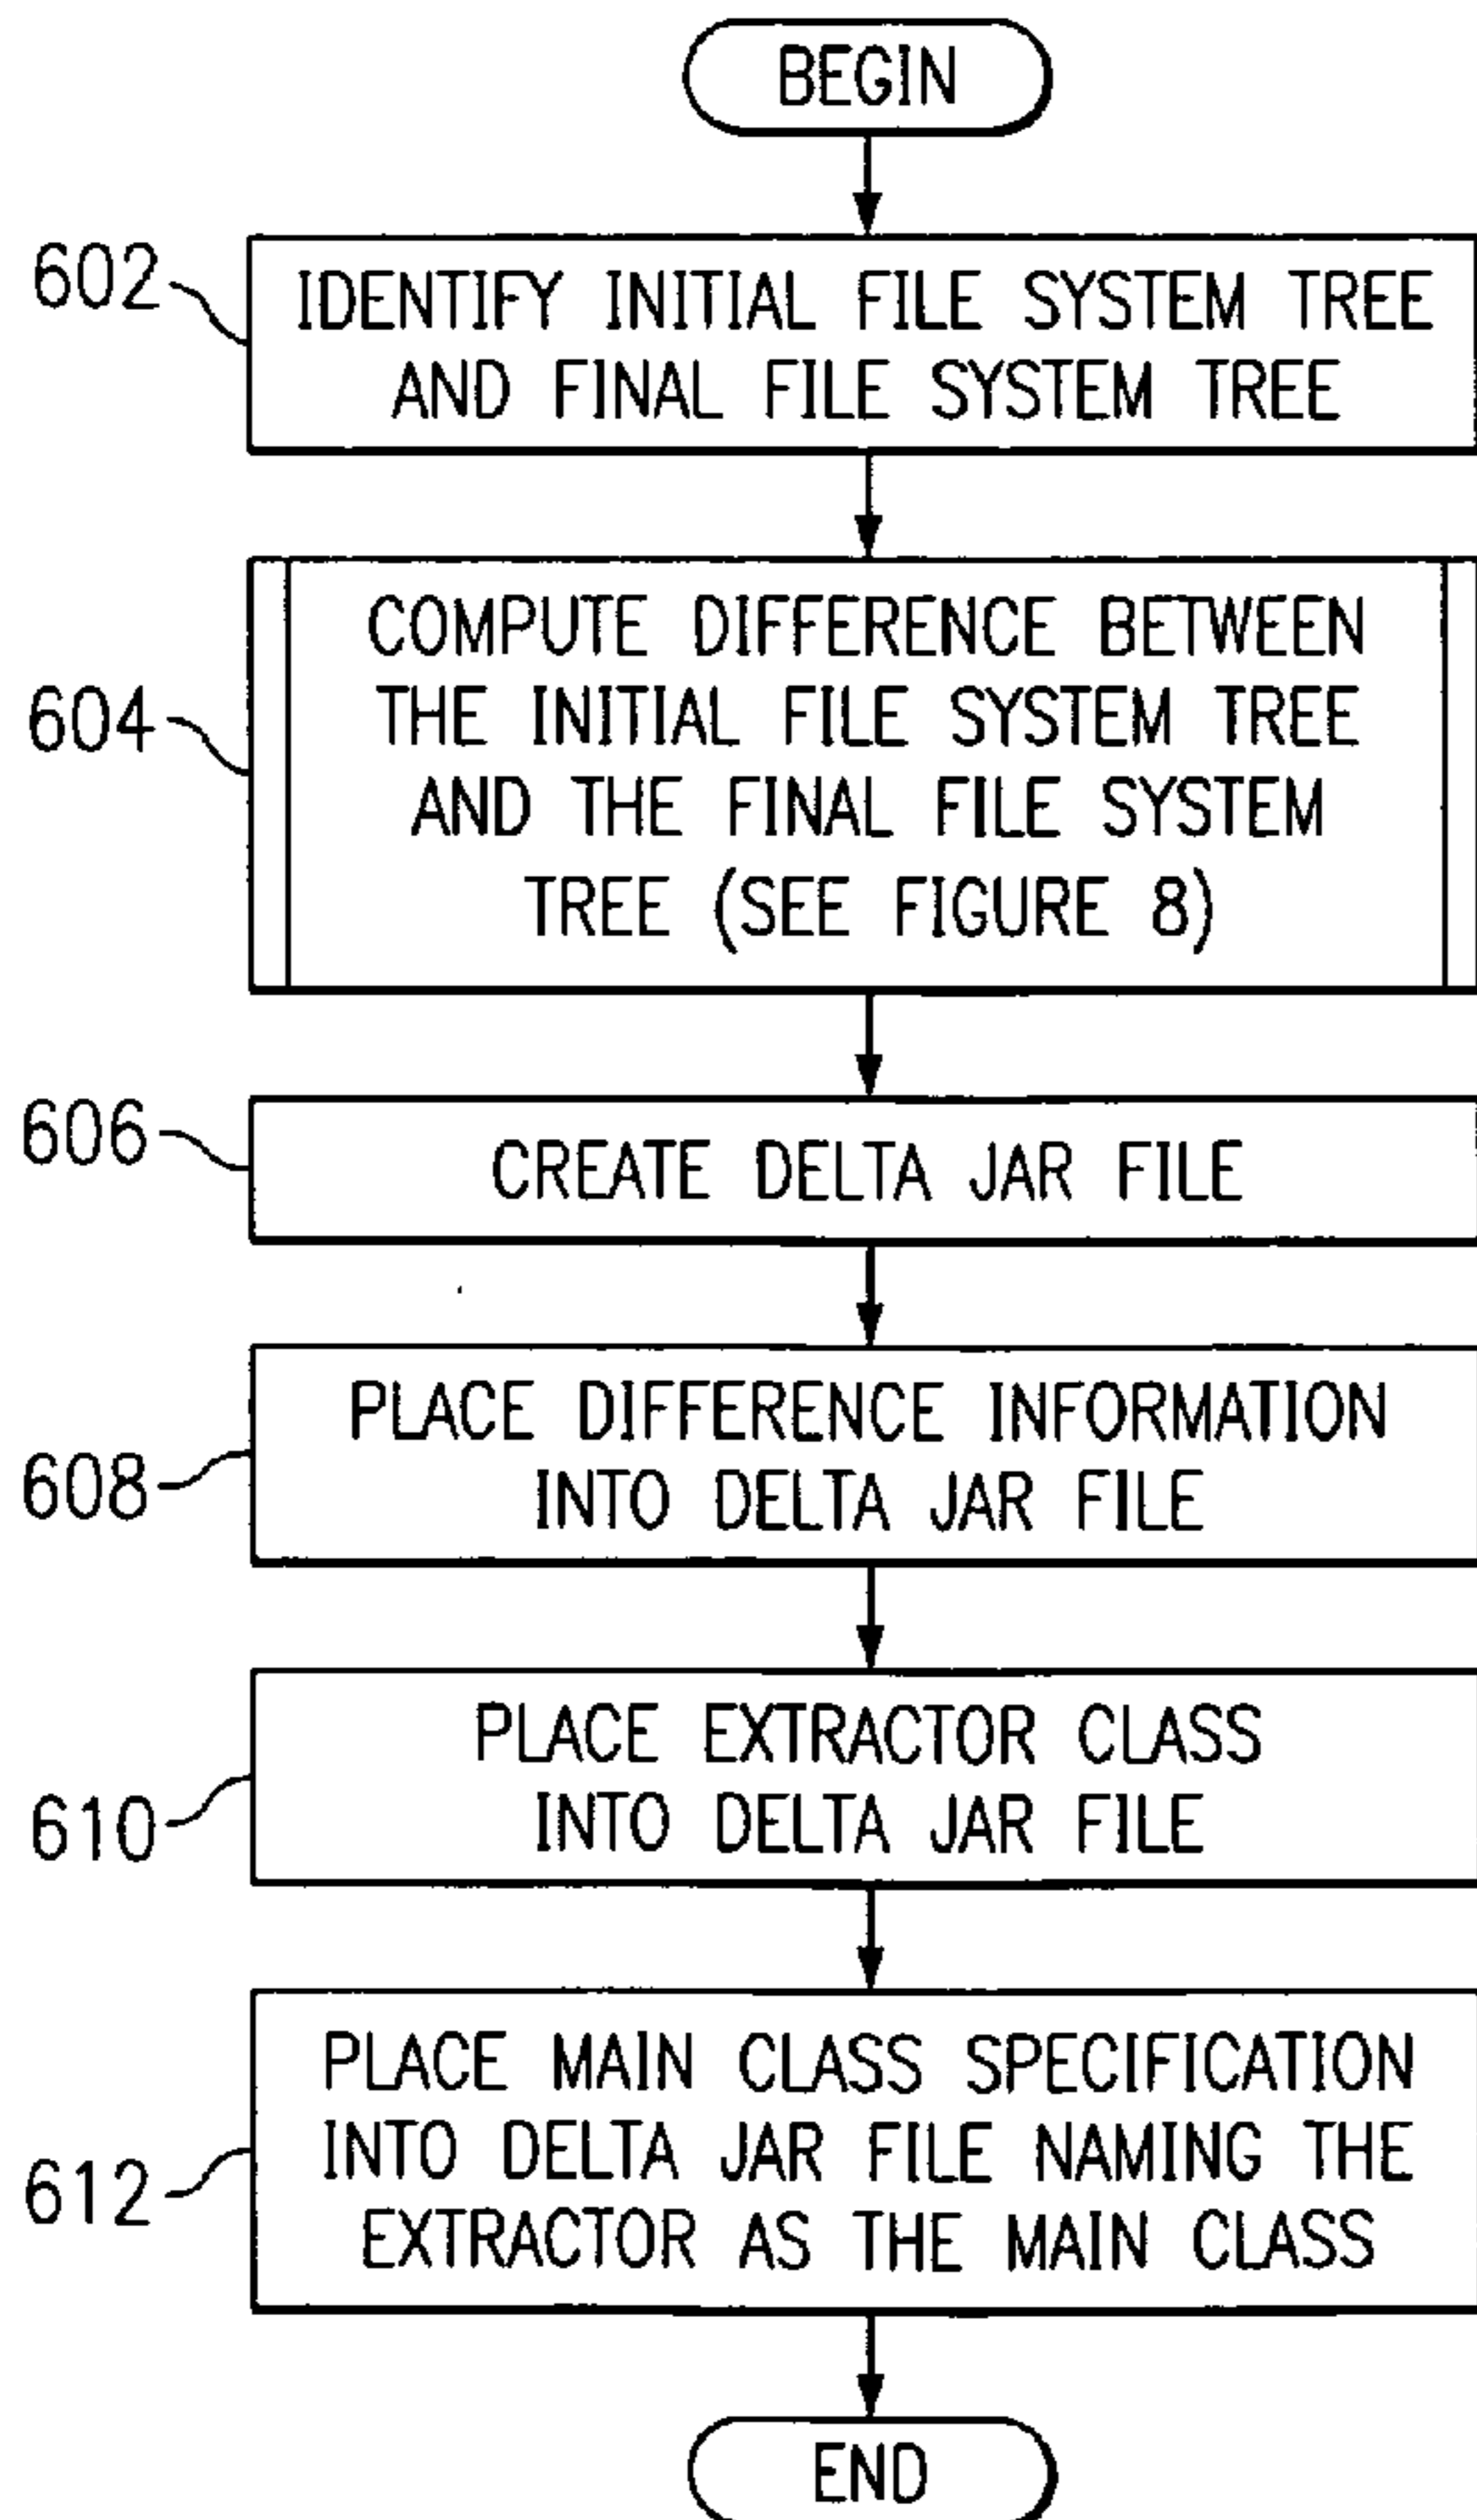 BEGIN
602
IDENTIFY INITIAL FILE SYSTEM TREE
AND FINAL FILE SYSTEM TREE
604
COMPUTE DIFFERENCE BETWEEN
THE INITIAL FILE SYSTEM TREE
AND THE FINAL FILE SYSTEM
TREE (SEE FIGURE 8)
606
CREATE DELTA JAR FILE
608
PLACE DIFFERENCE INFORMATION
INTO DELTA JAR FILE
610
PLACE EXTRACTOR CLASS
INTO DELTA JAR FILE
612
PLACE MAIN CLASS SPECIFICATION
INTO DELTA JAR FILE NAMING THE
EXTRACTOR AS THE MAIN CLASS
END